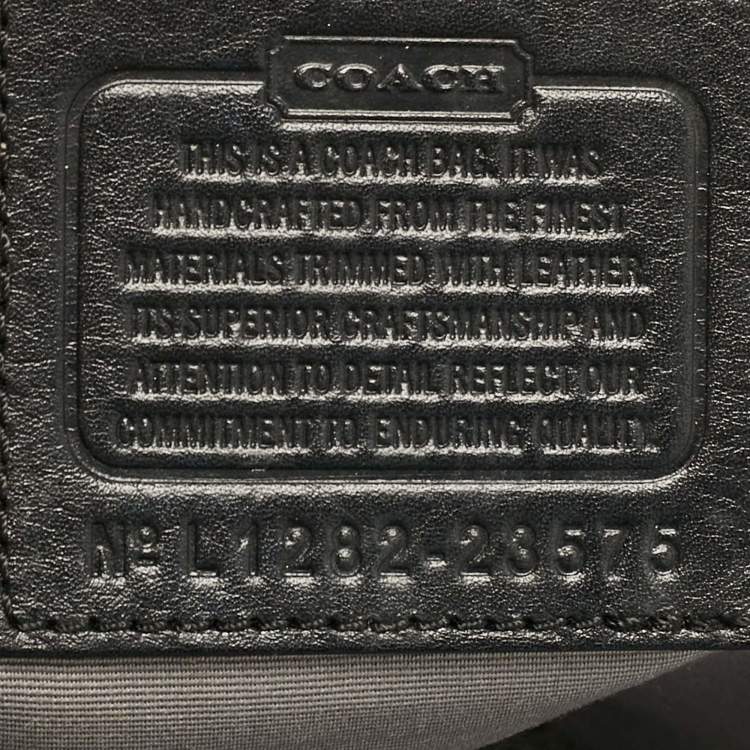 COACH
THIS IS A COACH BAG. IT WAS
HANDCRAFTED FROM THE FINEST
MATERIALS TRIMMED WITH LEATHER.
ITS SUPERIOR CRAFTSMANSHIP AND
ATTENTION TO DETAIL REFLECT OUR
COMMITMENT TO ENDURING QUALITY.
Nº L1282-23575